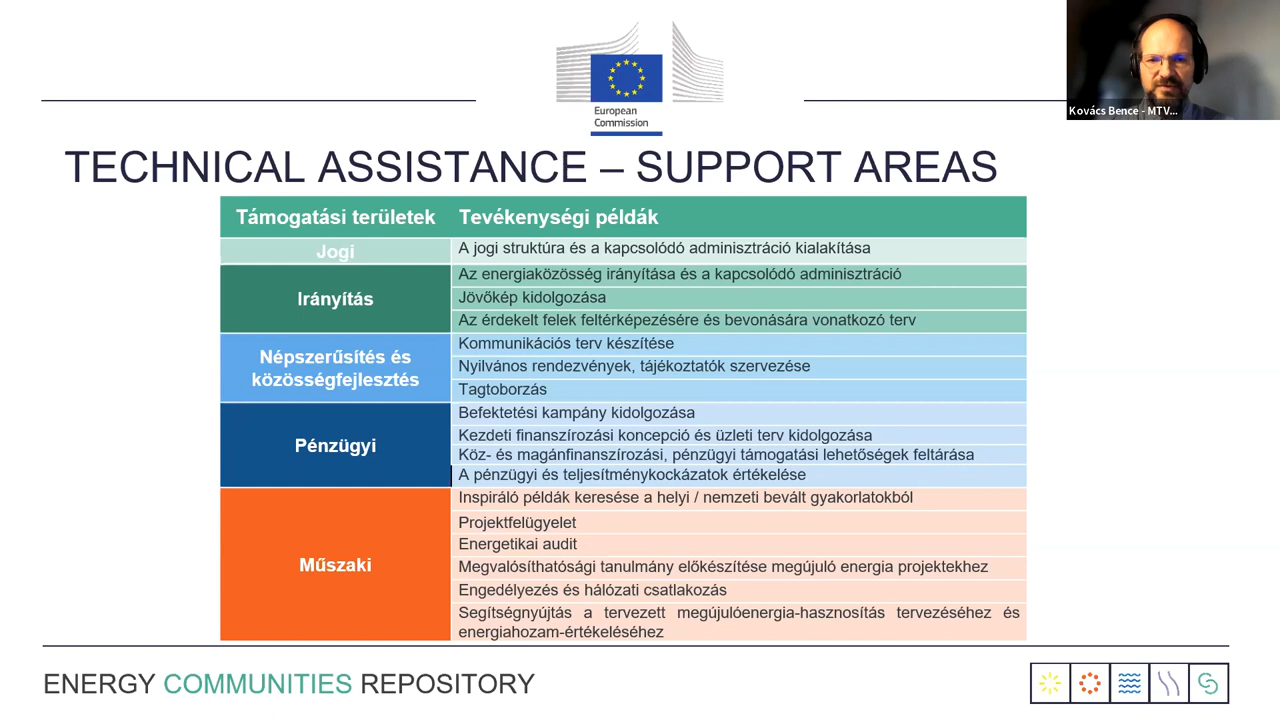 European
Commission
Kovács Bence - MTV...
TECHNICAL ASSISTANCE – SUPPORT AREAS
Támogatási területek
Tevékenységi példák
Jogi
A jogi struktúra és a kapcsolódó adminisztráció kialakítása
Irányítás
Az energiaközösség irányítása és a kapcsolódó adminisztráció
Jövőkép kidolgozása
Az érdekelt felek feltérképezésére és bevonására vonatkozó terv
Népszerűsítés és
közösségfejlesztés
Kommunikációs terv készítése
Nyilvános rendezvények, tájékoztatók szervezése
Tagtoborzás
Pénzügyi
Befektetési kampány kidolgozása
Kezdeti finanszírozási koncepció és üzleti terv kidolgozása
Köz- és magánfinanszírozási, pénzügyi támogatási lehetőségek feltárása
A pénzügyi és teljesítménykockázatok értékelése
Műszaki
Inspiráló példák keresése a helyi / nemzeti bevált gyakorlatokból
Projektfelügyelet
Energetikai audit
Megvalósíthatósági tanulmány előkészítése megújuló energia projektekhez
Engedélyezés és hálózati csatlakozás
Segítségnyújtás a tervezett megújulóenergia-hasznosítás tervezéséhez és
energiahozam-értékeléséhez
ENERGY COMMUNITIES REPOSITORY